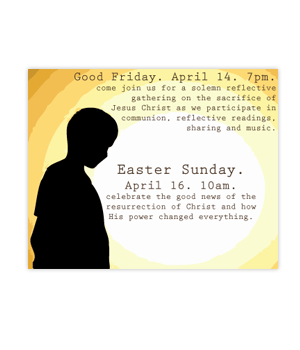 Good Friday. April 14. 7pm.
come join us for a solemn reflective
gathering on the sacrifice of
Jesus Christ as we participate in
communion, reflective readings,
sharing and music.
Easter Sunday.
April 16. 10am.
celebrate the good news of the
resurrection of Christ and how
His power changed everything.